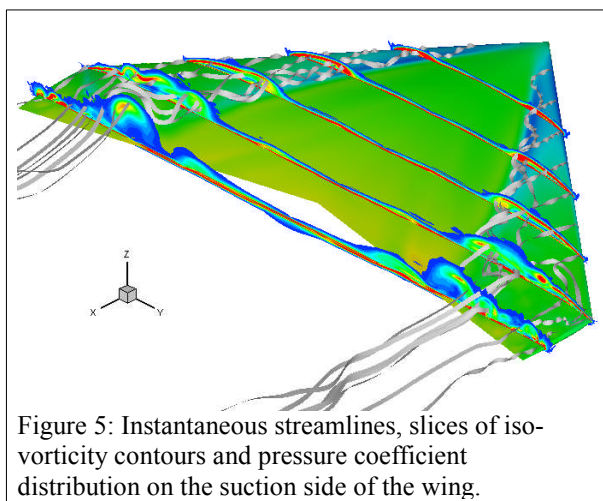 Z
X
Y
Figure 5: Instantaneous streamlines, slices of iso-
vorticity contours and pressure coefficient
distribution on the suction side of the wing.